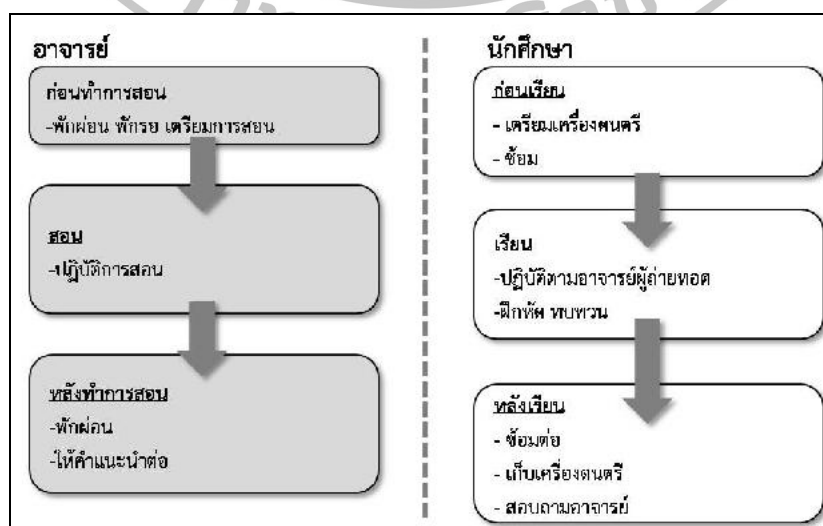 อาจารย์
ก่อนทำการสอน
-พักผ่อน พักรอ เตรียมการสอน
สอน
-ปฏิบัติการสอน
หลังทำการสอน
-พักผ่อน
-ให้คำแนะนำต่อ
นักศึกษา
ก่อนเรียน
- เตรียมเครื่องดนตรี
- ซ้อม
เรียน
-ปฏิบัติตามอาจารย์ผู้ถ่ายทอด
-ฝึกหัด ทบทวน
หลังเรียน
- ซ้อมต่อ
- เก็บเครื่องดนตรี
- สอบถามอาจารย์